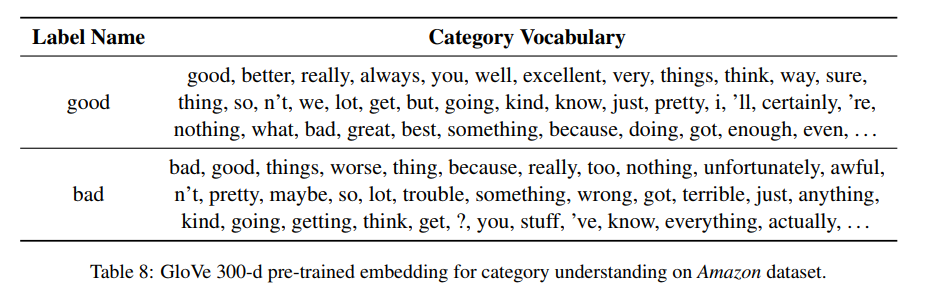 Label Name Category Vocabulary
good, better, really, always, you, well, excellent, very, things, think, way, sure,
good thing, so, n't, we, lot, get, but, going, kind, know, just, pretty, i, 'll, certainly, 're,
nothing, what, bad, great, best, something, because, doing, got, enough, even, ...
bad, good, things, worse, thing, because, really, too, nothing, unfortunately, awful,
bad n't, pretty, maybe, so, lot, trouble, something, wrong, got, terrible, just, anything,
kind, going, getting, think, get, ?, you, stuff, 've, know, everything, actually, ...
Table 8: GloVe 300-d pre-trained embedding for category understanding on Amazon dataset.